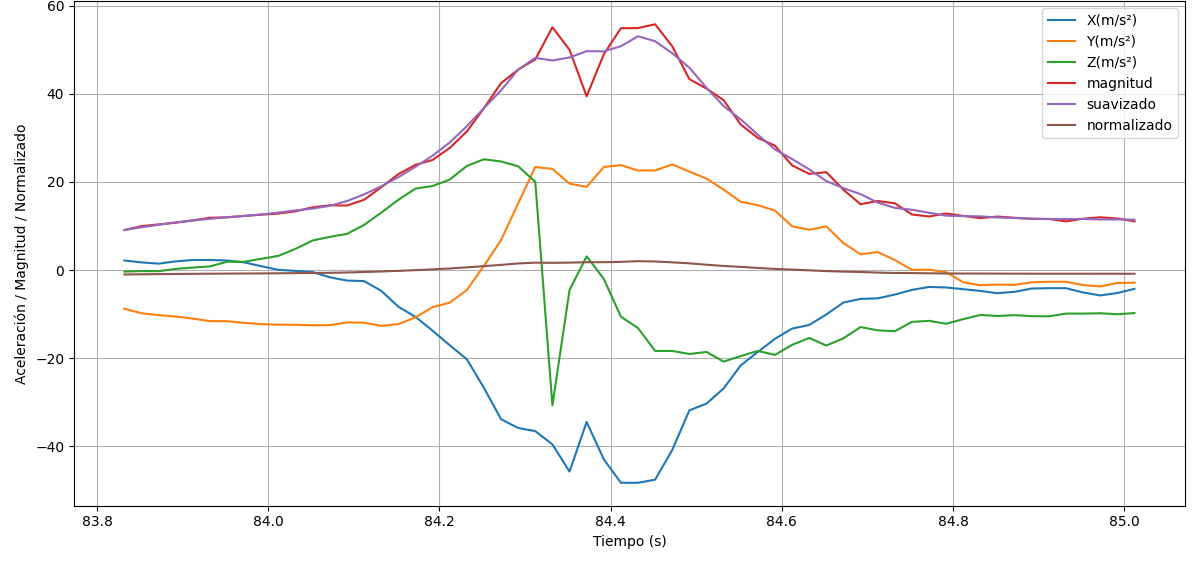 60
40
20
0
−20
−40
Aceleración / Magnitud / Normalizado
X(m/s²)
Y(m/s²)
Z(m/s²)
magnitud
suavizado
normalizado
83.8 84.0 84.2 84.4 84.6 84.8 85.0
Tiempo (s)